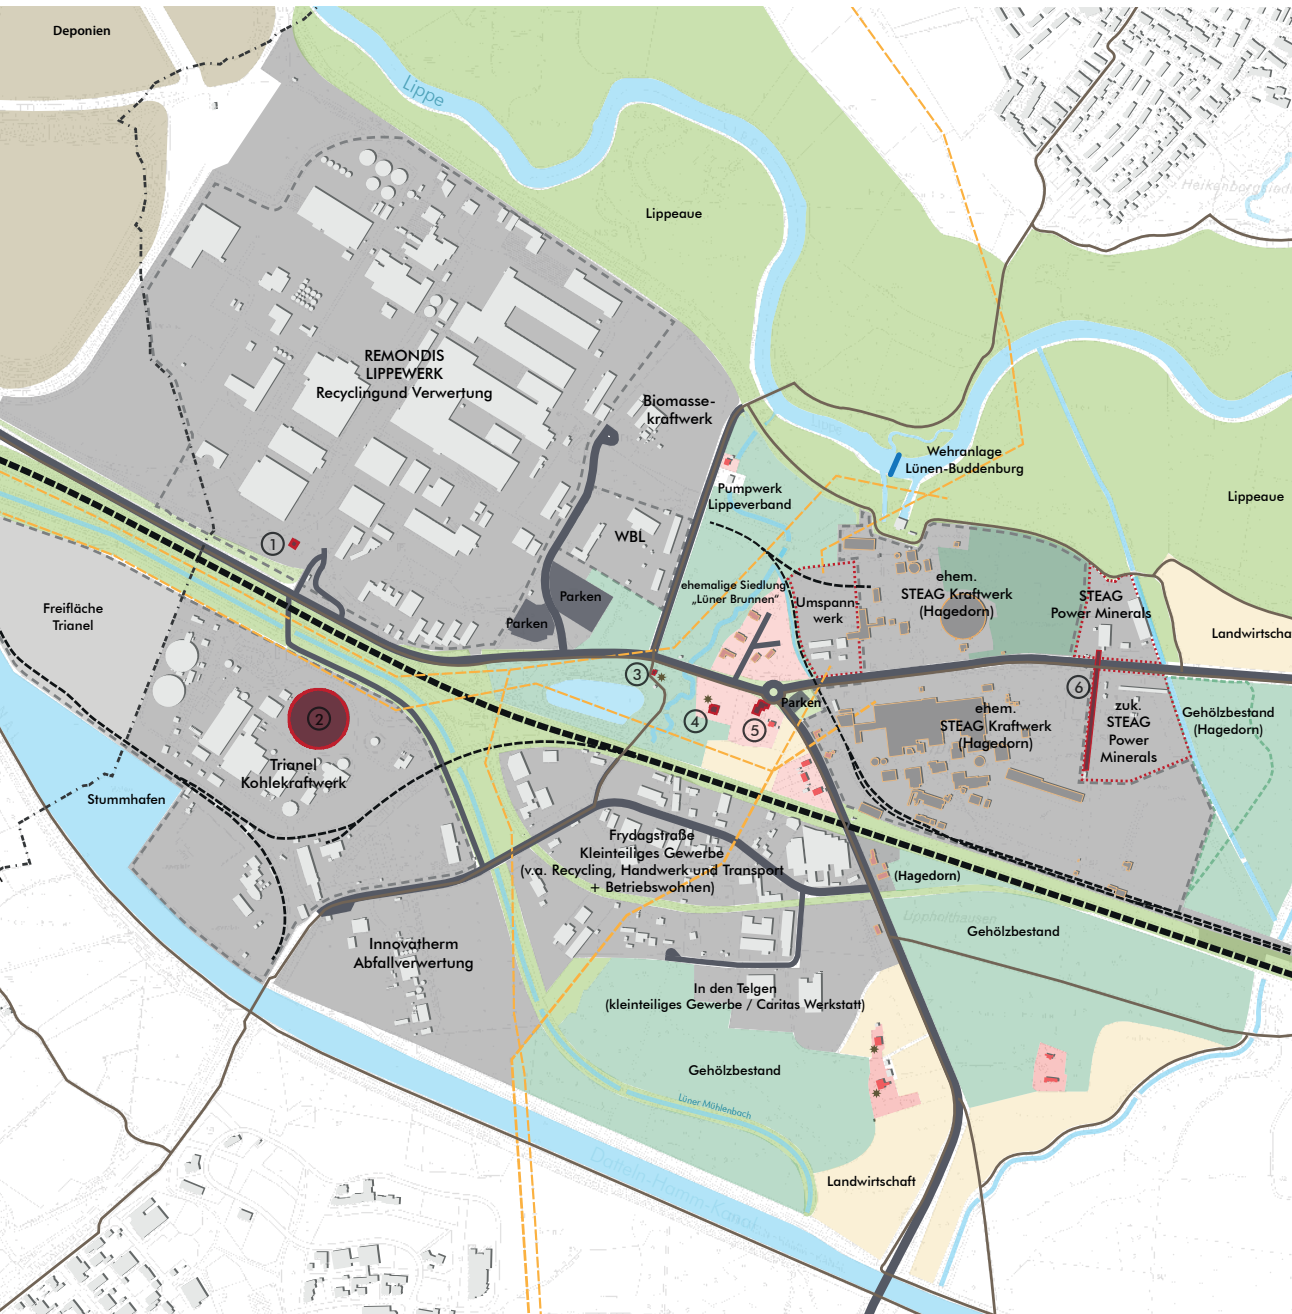 Deponien
Lippe
Lippeaue
REMONDIS
LIPPEWERK
Recyclingund Verwertung
Biomasse-
kraftwerk
Wehranlage
Lünen-Buddenburg
Lippeaue
Pumpwerk
Lippeverband
WBL
1
Parken
Parken
ehemalige Siedlung
„Lüner Brunnen“
Umspann-
werk
ehem.
STEAG Kraftwerk
(Hagedorn)
STEAG
Power Minerals
Landwirtscha
Freifläche
Trianel
2
3
4
5
6
Parken
ehem.
STEAG Kraftwerk
(Hagedorn)
zuk.
STEAG
Power
Minerals
Gehölzbestand
(Hagedorn)
Trianel
Kohlekraftwerk
Stummhafen
Frydagstraße
Kleinteiliges Gewerbe
(v.a. Recycling, Handwerk und Transport
+ Betriebswohnen)
(Hagedorn)
Lippholthausen
Gehölzbestand
Innovatherm
Abfallverwertung
In den Telgen
(kleinteiliges Gewerbe / Caritas Werkstatt)
Gehölzbestand
Lüner Mühlenbach
Datteln-Hamm-Kanal
Landwirtschaft